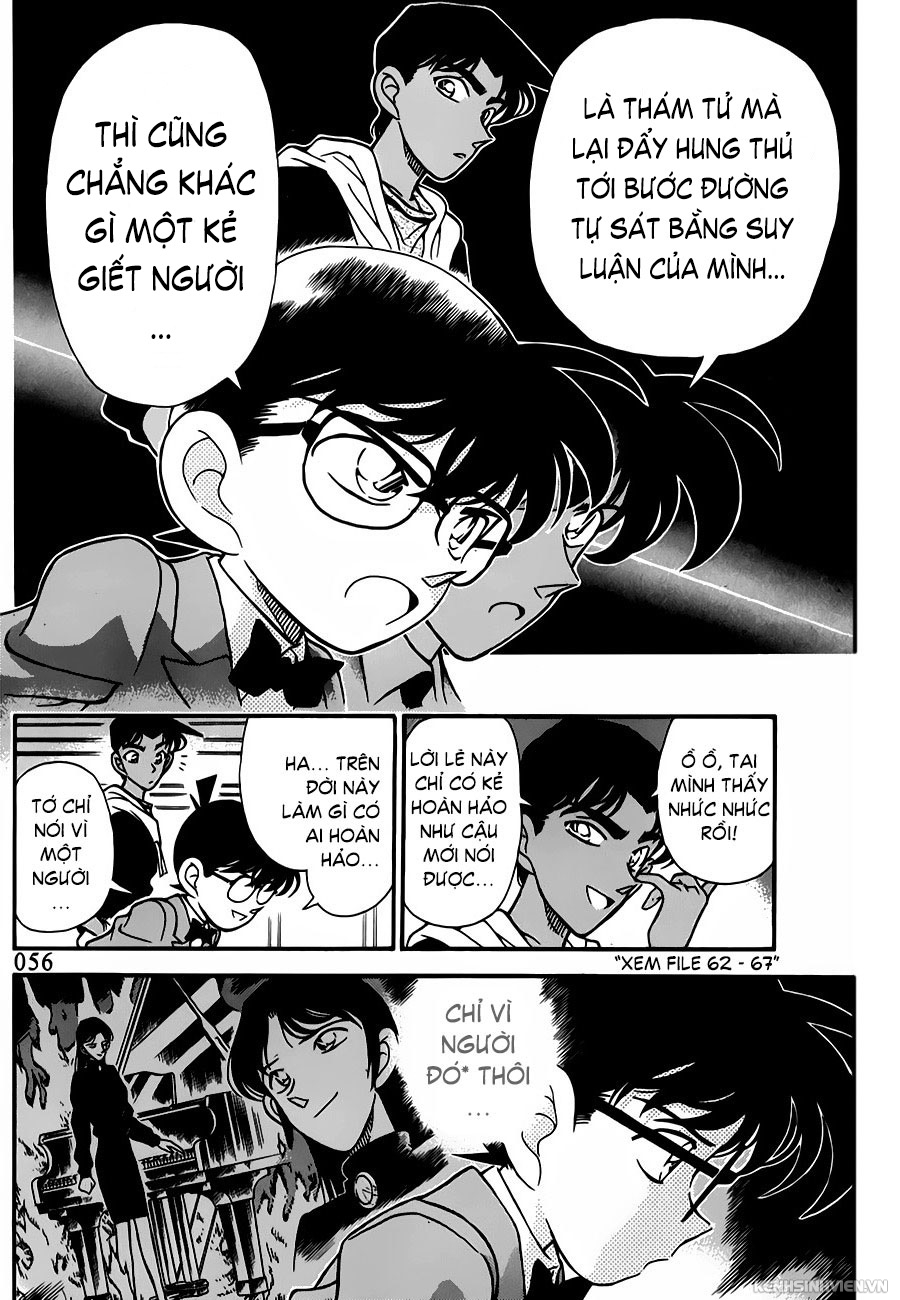 LÀ THÁM TỬ MÀ
LẠI ĐẨY HUNG THỦ
TỚI BƯỚC ĐƯỜNG
TỰ SÁT BẰNG SUY
LUẬN CỦA MÌNH...
THÌ CŨNG
CHẲNG KHÁC
GÌ MỘT KẺ
GIẾT NGƯỜI
...
Ồ Ồ, TAI
MÌNH THẤY
NHỨC NHỨC
RỒI!
LỜI LẼ NÀY
CHỈ CÓ KẺ
HOÀN HẢO
NHƯ CẬU
MỚI NÓI
ĐƯỢC...
HA... TRÊN
ĐỜI NÀY
LÀM GÌ CÓ
AI HOÀN
HẢO...
TỚ CHỈ
NÓI VÌ
MỘT
NGƯỜI
...
056
"XEM FILE 62 - 67"
CHỈ VÌ
NGƯỜI
ĐÓ* THÔI
...
KENHSINHVIEN.VN